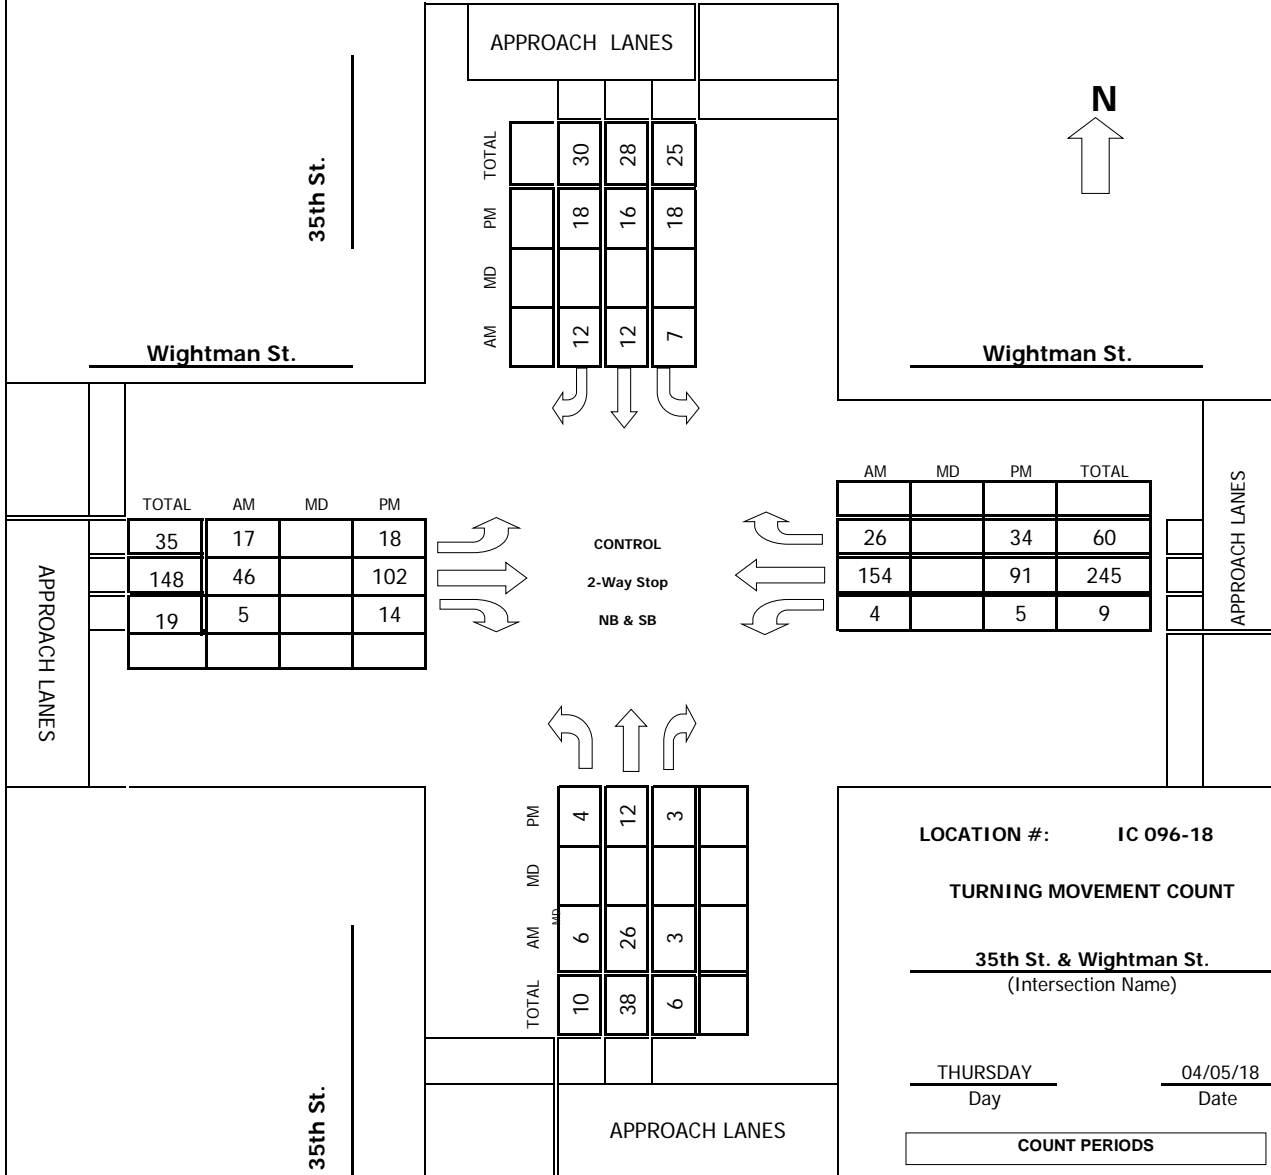 APPROACH LANES
N
35th St.
TOTAL 30 28 25
PM 18 16 18
MD
AM 12 12 7
Wightman St.
Wightman St.
AM MD PM TOTAL
26 34 60
154 91 245
4 5 9
APPROACH LANES
TOTAL AM MD PM
35 17 18
148 46 102
19 5 14
APPROACH LANES
CONTROL
2-Way Stop
NB & SB
PM 4 12 3
MD
MD
AM 6 26 3
TOTAL 10 38 6
35th St.
APPROACH LANES
LOCATION #: IC 096-18
TURNING MOVEMENT COUNT
35th St. & Wightman St.
(Intersection Name)
THURSDAY 04/05/18
Day Date
COUNT PERIODS